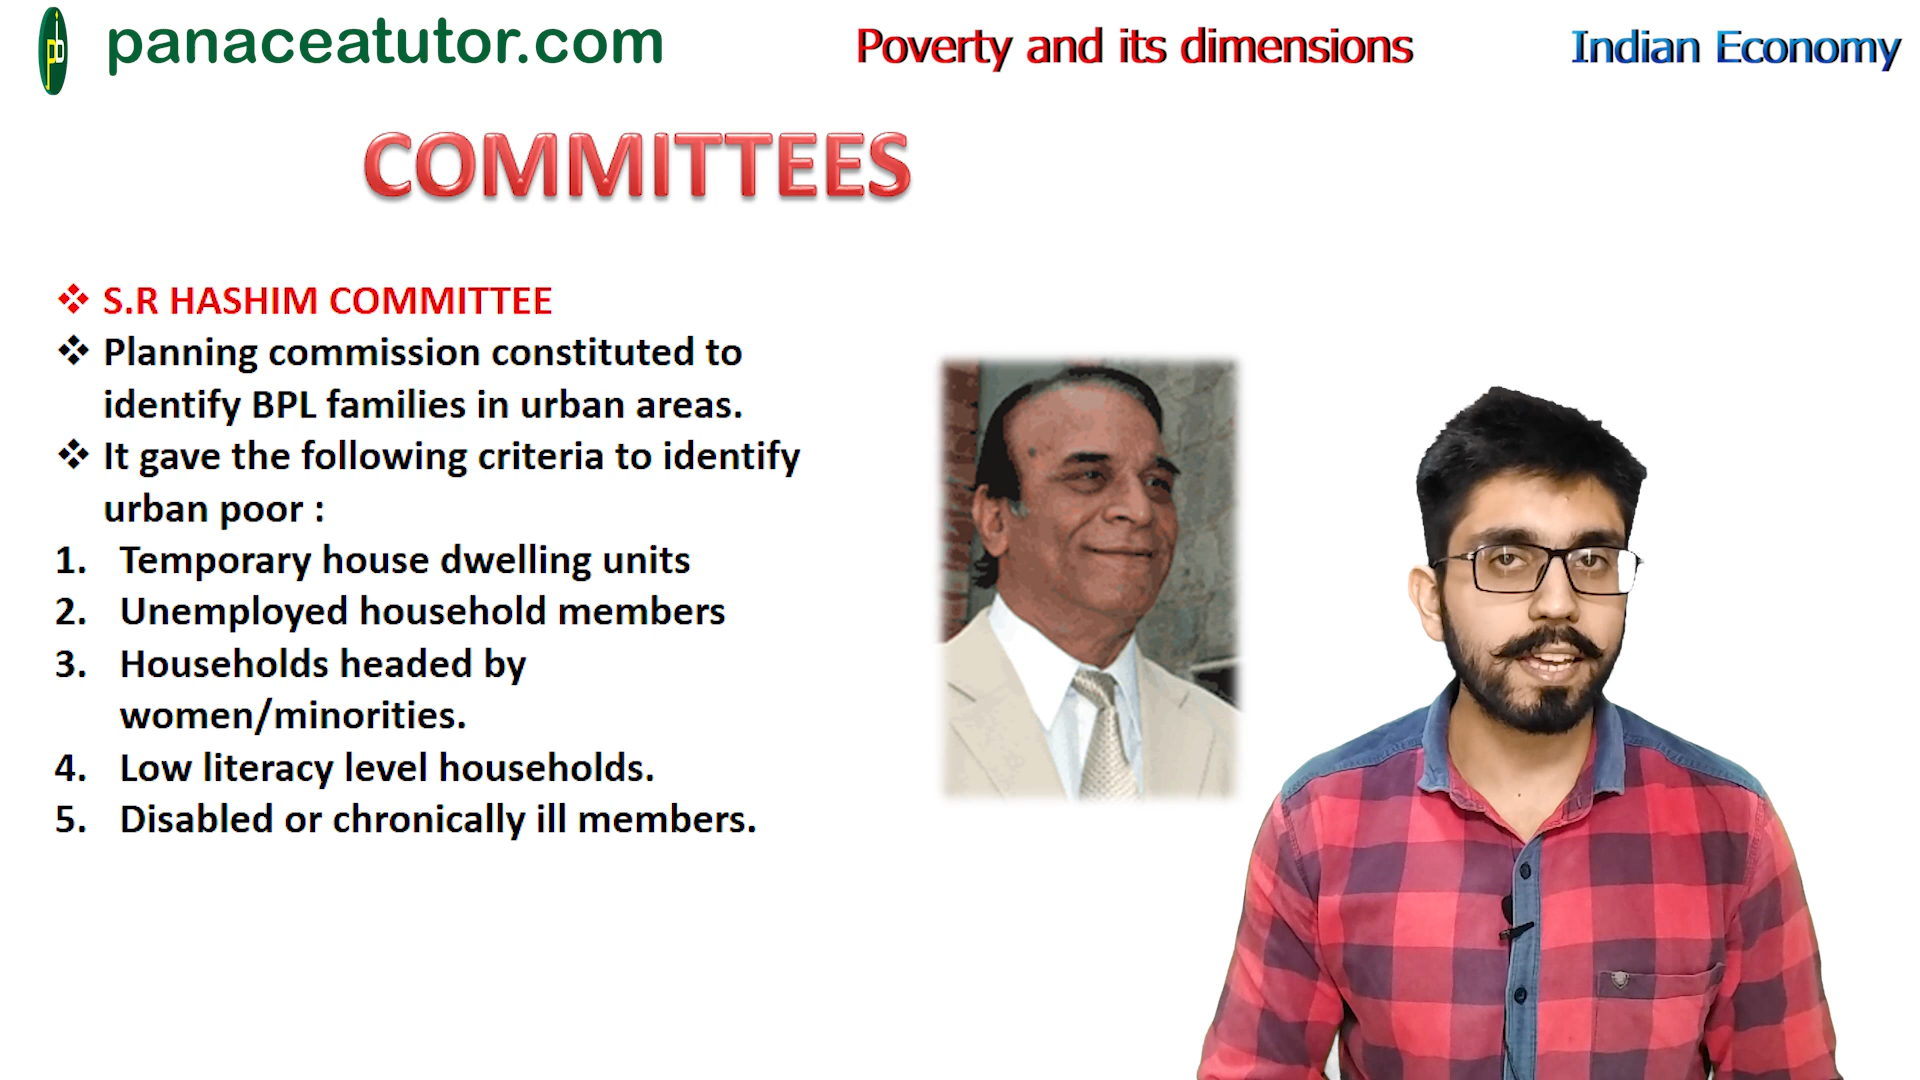 panaceatutor.com
Poverty and its dimensions
Indian Economy
COMMITTEES
❖ S.R HASHIM COMMITTEE
❖ Planning commission constituted to
identify BPL families in urban areas.
❖ It gave the following criteria to identify
urban poor :
1. Temporary house dwelling units
2. Unemployed household members
3. Households headed by
women/minorities.
4. Low literacy level households.
5. Disabled or chronically ill members.